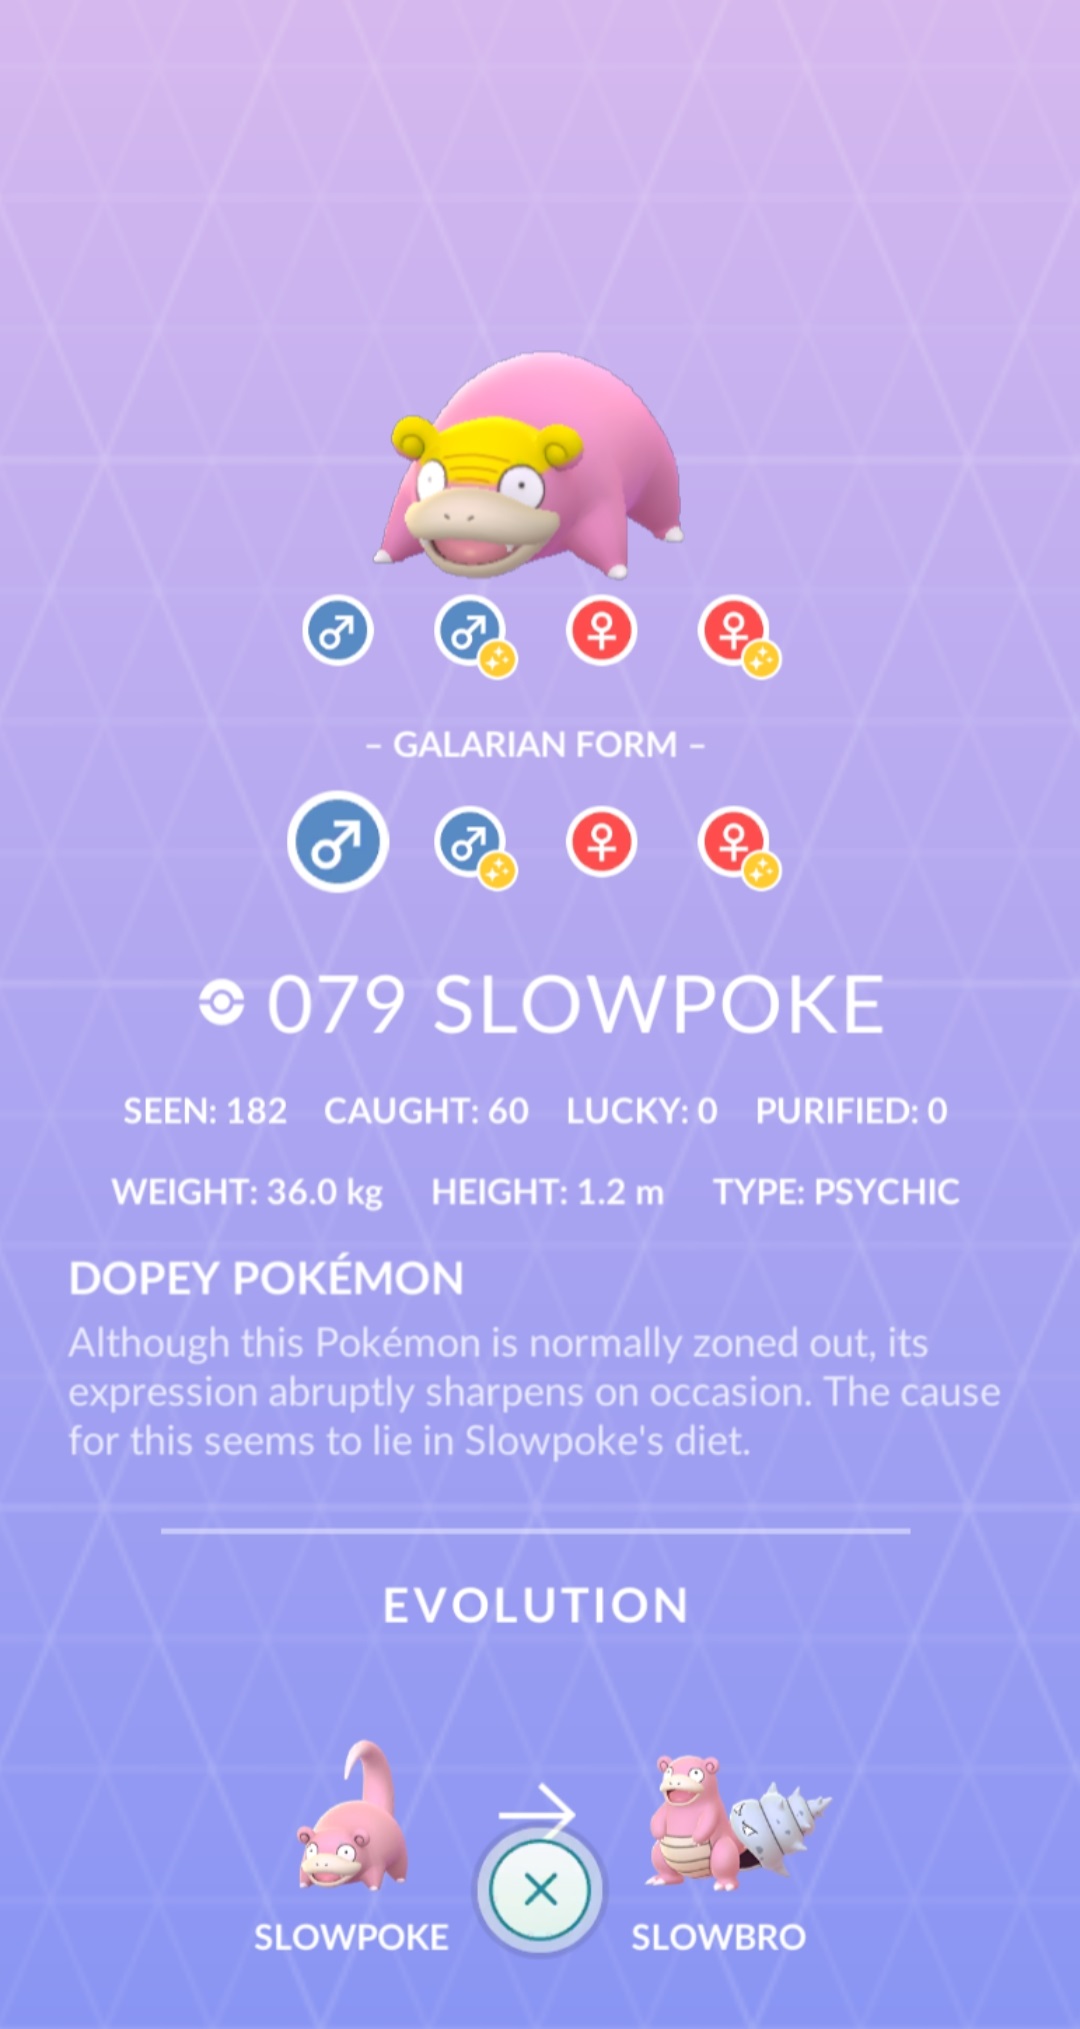 – GALARIAN FORM –
079 SLOWPOKE
SEEN: 182 CAUGHT: 60 LUCKY: 0 PURIFIED: 0
WEIGHT: 36.0 kg HEIGHT: 1.2 m TYPE: PSYCHIC
DOPEY POKÉMON
Although this Pokémon is normally zoned out, its
expression abruptly sharpens on occasion. The cause
for this seems to lie in Slowpoke's diet.
EVOLUTION
SLOWPOKE SLOWBRO